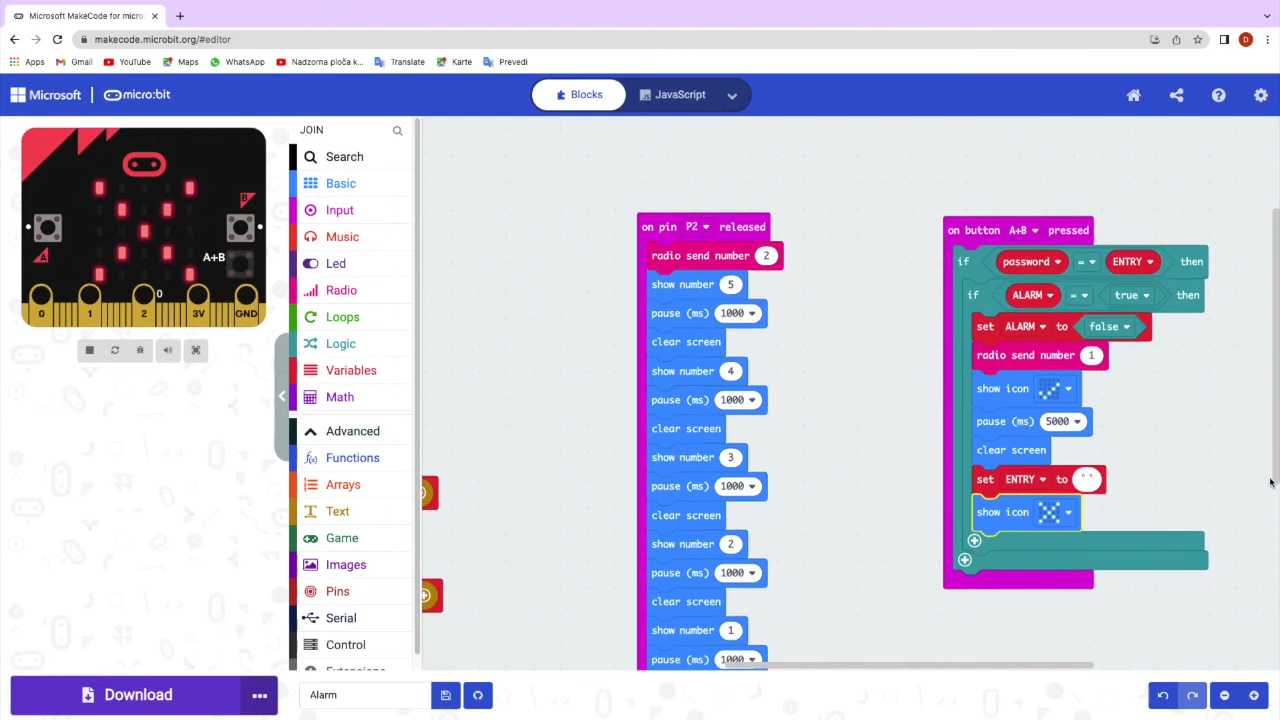 Microsoft MakeCode for micro:
makecode.microbit.org/#editor
D
Apps Gmail YouTube Maps WhatsApp Nadzorna ploča k... Translate Karte Prevedi
Microsoft micro:bit
Blocks
JavaScript
B
A
A+B
0
0 1 2 3V GND
JOIN
Search
Basic
Input
Music
Led
Radio
Loops
Logic
Variables
Math
Advanced
Functions
Arrays
Text
Game
Images
Pins
Serial
Control
Extensions
on pin P2 released
radio send number 2
show number 5
pause (ms) 1000
clear screen
show number 4
pause (ms) 1000
clear screen
show number 3
pause (ms) 1000
clear screen
show number 2
pause (ms) 1000
clear screen
show number 1
pause (ms) 1000
on button A+B pressed
if password = ENTRY then
if ALARM = true then
set ALARM to false
radio send number 1
show icon
pause (ms) 5000
clear screen
set ENTRY to " "
show icon
Download ...
Alarm